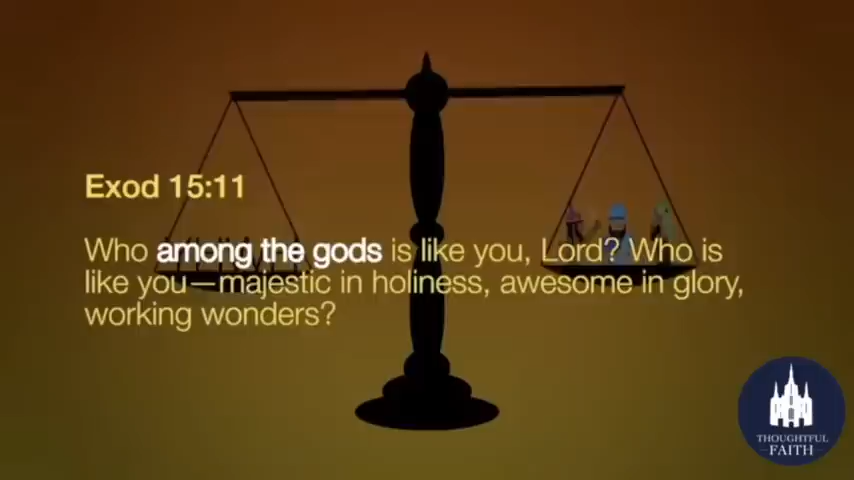 Exod 15:11
Who among the gods is like you, Lord? Who is
like you—majestic in holiness, awesome in glory,
working wonders?
THOUGHTFUL
FAITH